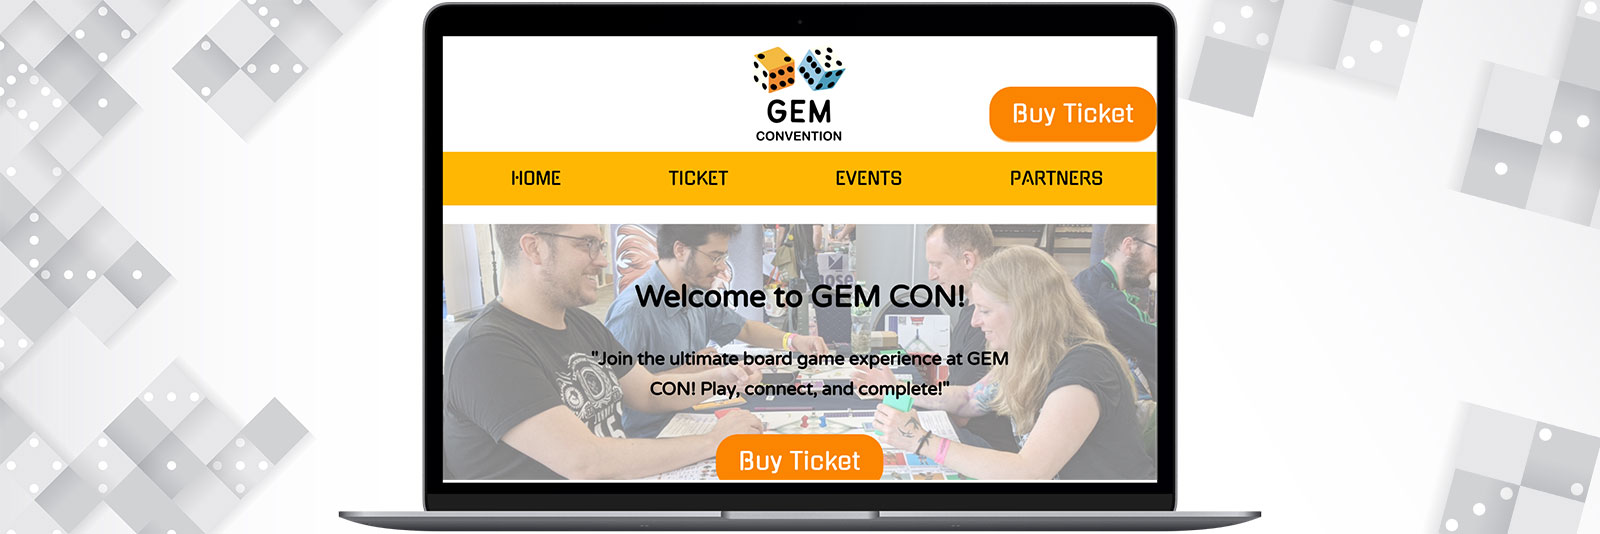 GEM
CONVENTION
Buy Ticket
HOME TICKET EVENTS PARTNERS
Welcome to GEM CON!
"Join the ultimate board game experience at GEM
CON! Play, connect, and complete!"
Buy Ticket